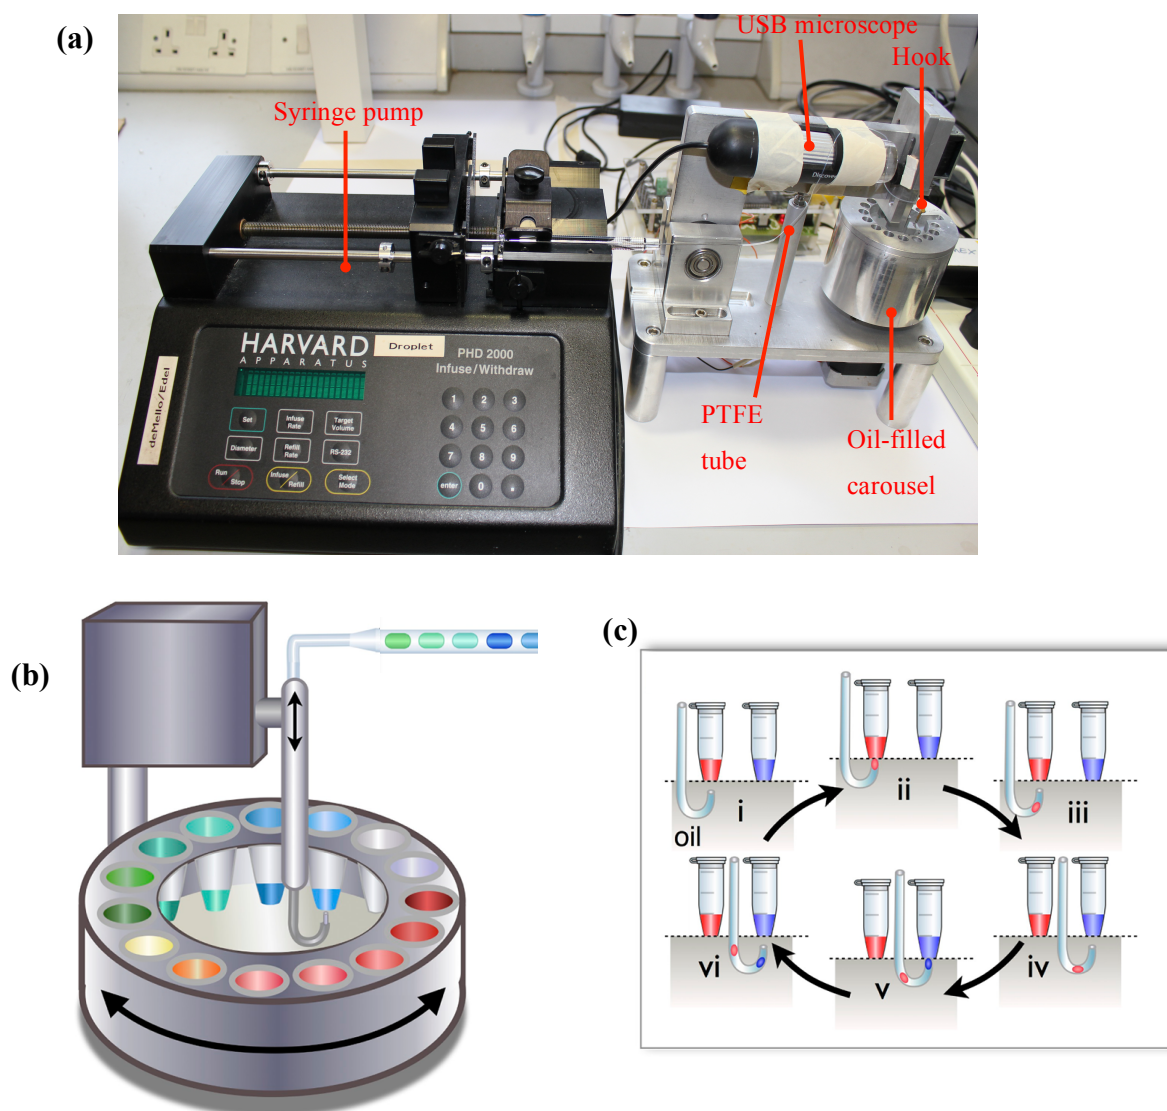 (a)
USB microscope
Hook
Syringe pump
HARVARD
APPARATUS
Droplet
PHD 2000
Infuse/Withdraw
deMello/Edel
Set
Infuse Rate
Target Volume
Diameter
Refill Rate
RS-232
Run Stop
Infuse/Refill
Select Mode
1 2 3
4 5 6
7 8 9
enter 0 .
Discove
NEX
PTFE
tube
Oil-filled
carousel
(b)
(c)
i
ii
iii
oil
vi
v
iv